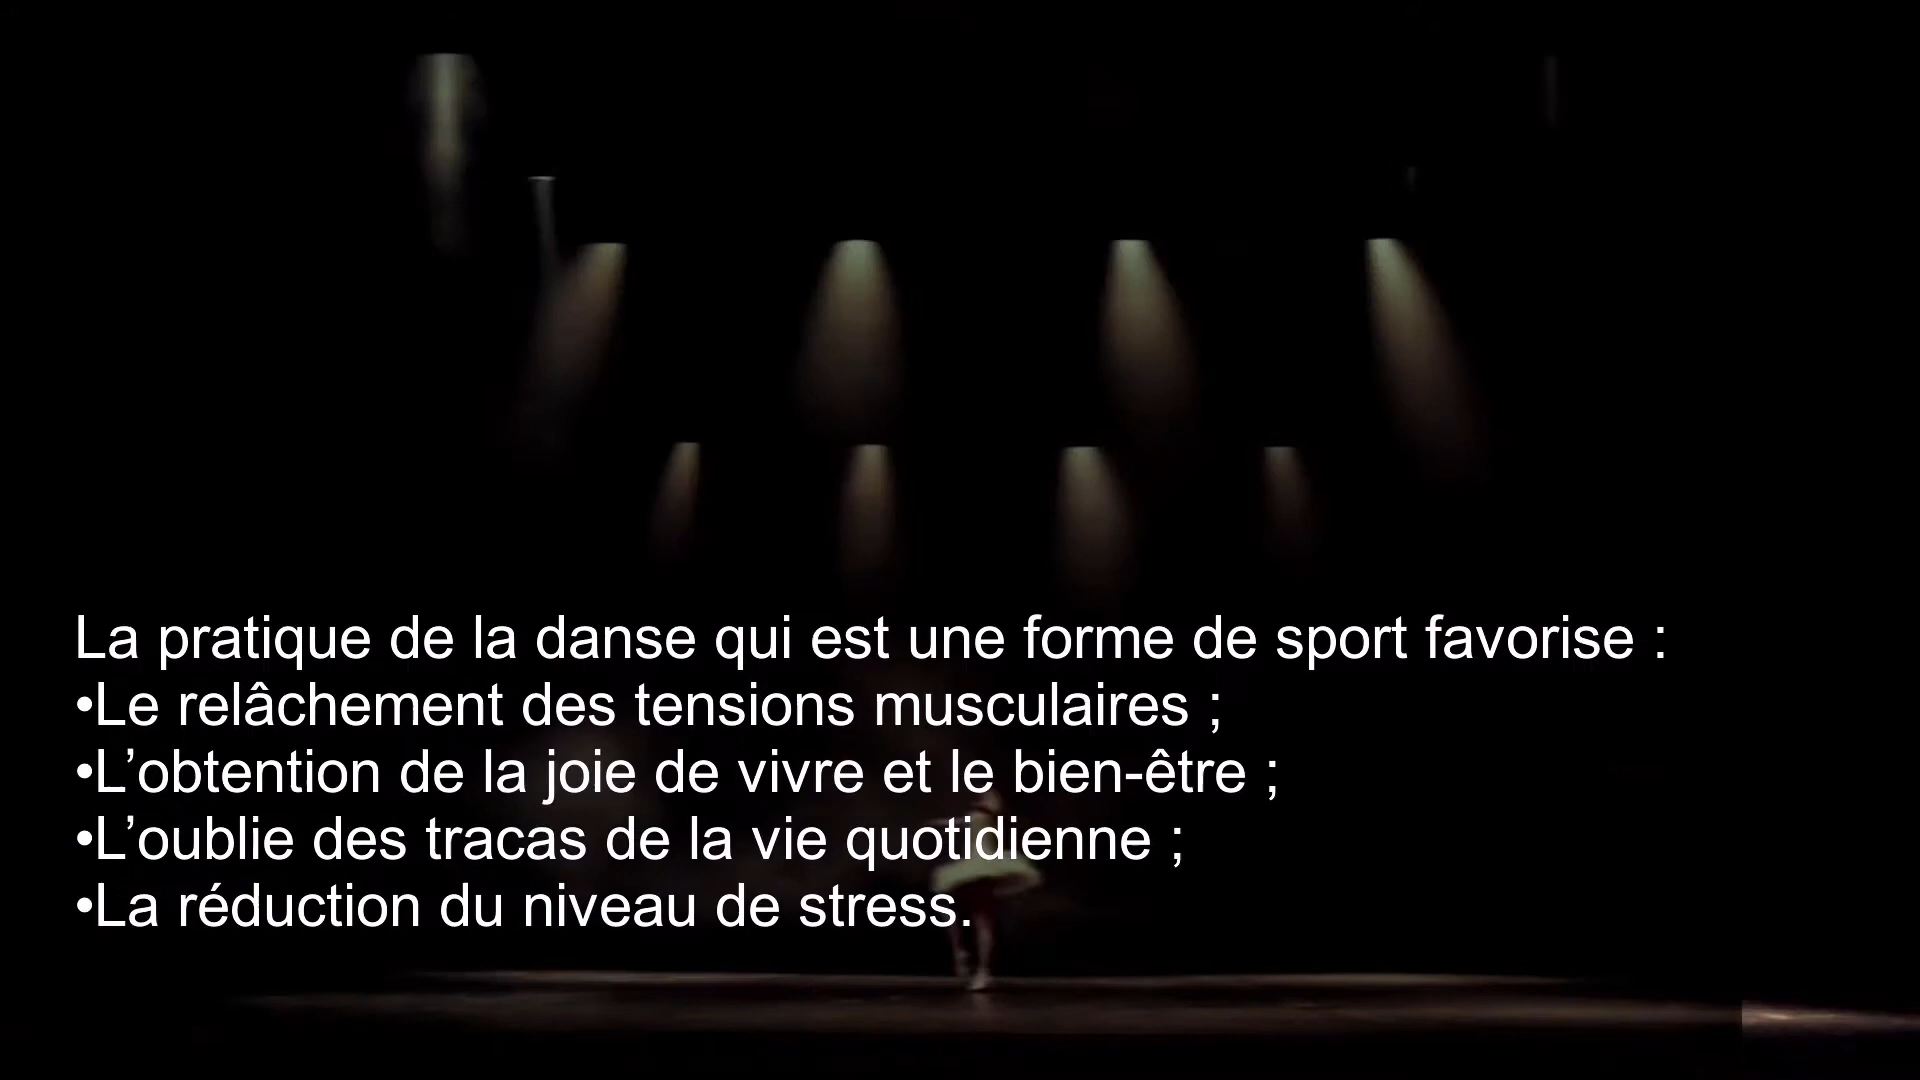 La pratique de la danse qui est une forme de sport favorise :
•Le relâchement des tensions musculaires ;
•L’obtention de la joie de vivre et le bien-être ;
•L’oublie des tracas de la vie quotidienne ;
•La réduction du niveau de stress.